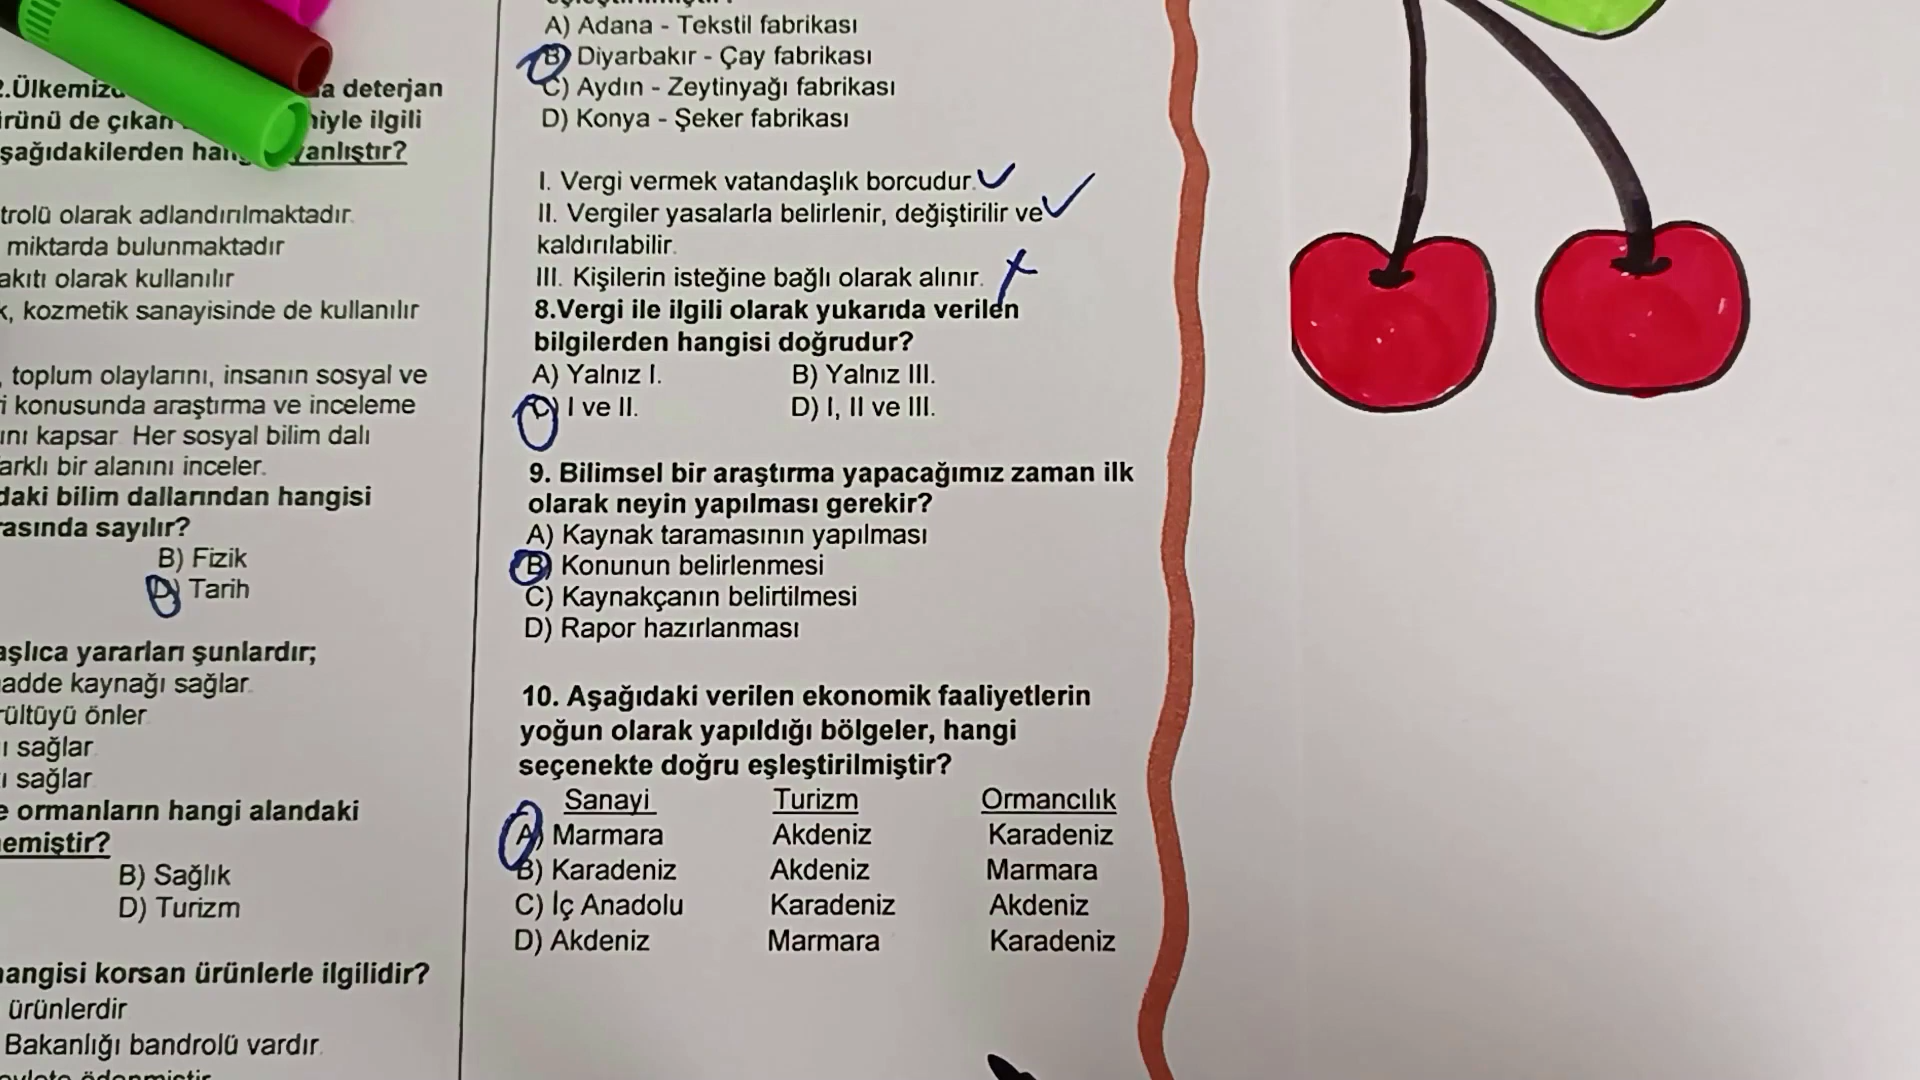 2.Ülkemizde deterjan
ürünü de çıkan niyle ilgili
şağıdakilerden yanlıştır?
trolü olarak adlandırılmaktadır.
miktarda bulunmaktadır
akıtı olarak kullanılır
k, kozmetik sanayisinde de kullanılır
, toplum olaylarını, insanın sosyal ve
i konusunda araştırma ve inceleme
ını kapsar. Her sosyal bilim dalı
arklı bir alanını inceler.
daki bilim dallarından hangisi
rasında sayılır?
B) Fizik
D) Tarih
aşlıca yararları şunlardır;
adde kaynağı sağlar.
rültüyü önler.
ı sağlar.
ı sağlar
e ormanların hangi alandaki
emiştir?
B) Sağlık
D) Turizm
hangisi korsan ürünlerle ilgilidir?
ürünlerdir
Bakanlığı bandrolü vardır.
A) Adana - Tekstil fabrikası
B) Diyarbakır - Çay fabrikası
C) Aydın - Zeytinyağı fabrikası
D) Konya - Şeker fabrikası
I. Vergi vermek vatandaşlık borcudur.
II. Vergiler yasalarla belirlenir, değiştirilir ve
kaldırılabilir.
III. Kişilerin isteğine bağlı olarak alınır.
8.Vergi ile ilgili olarak yukarıda verilen
bilgilerden hangisi doğrudur?
A) Yalnız I. B) Yalnız III.
C) I ve II. D) I, II ve III.
9. Bilimsel bir araştırma yapacağımız zaman ilk
olarak neyin yapılması gerekir?
A) Kaynak taramasının yapılması
B) Konunun belirlenmesi
C) Kaynakçanın belirtilmesi
D) Rapor hazırlanması
10. Aşağıdaki verilen ekonomik faaliyetlerin
yoğun olarak yapıldığı bölgeler, hangi
seçenekte doğru eşleştirilmiştir?
Sanayi Turizm Ormancılık
A) Marmara Akdeniz Karadeniz
B) Karadeniz Akdeniz Marmara
C) İç Anadolu Karadeniz Akdeniz
D) Akdeniz Marmara Karadeniz